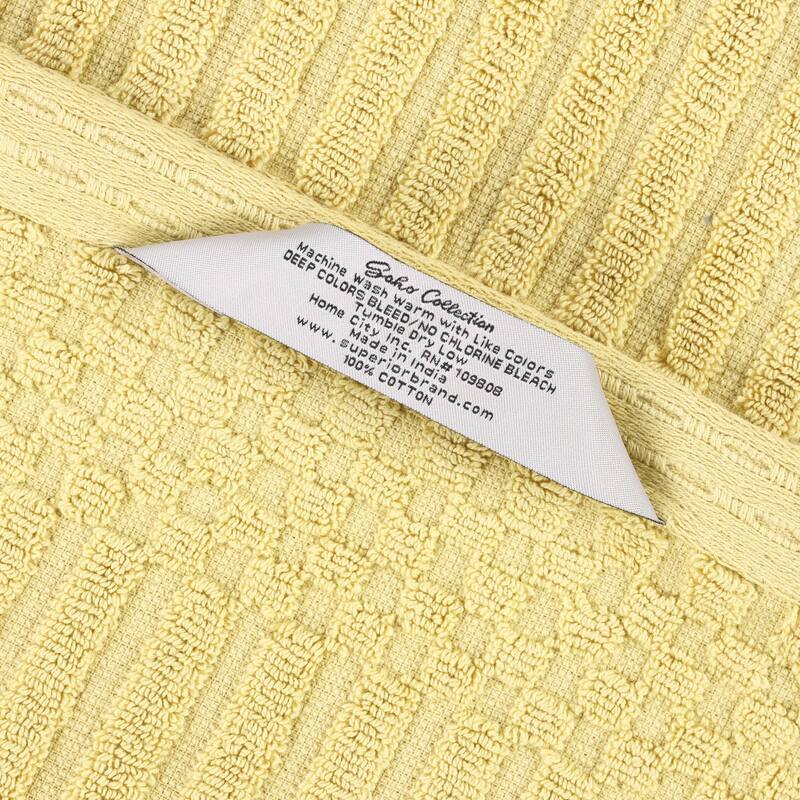 Soho Collection
Machine wash warm with Like Colors
DEEP COLORS BLEED/NO CHLORINE BLEACH
Tumble Dry Low
Home City Inc. RN# 109808
Made in India
www.superiorbrand.com
100% COTTON